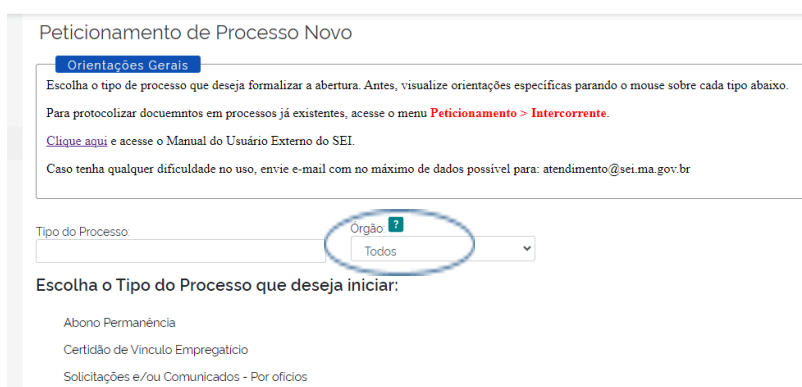 Peticionamento de Processo Novo
Orientações Gerais
Escolha o tipo de processo que deseja formalizar a abertura. Antes, visualize orientações específicas parando o mouse sobre cada tipo abaixo.
Para protocolizar docuemntos em processos já existentes, acesse o menu Peticionamento > Intercorrente.
Clique aqui e acesse o Manual do Usuário Externo do SEI.
Caso tenha qualquer dificuldade no uso, envie e-mail com no máximo de dados possível para: atendimento@sei.ma.gov.br
Tipo do Processo:
Órgão: ?
Todos
Escolha o Tipo do Processo que deseja iniciar:
Abono Permanência
Certidão de Vinculo Empregatício
Solicitações e/ou Comunicados - Por ofícios